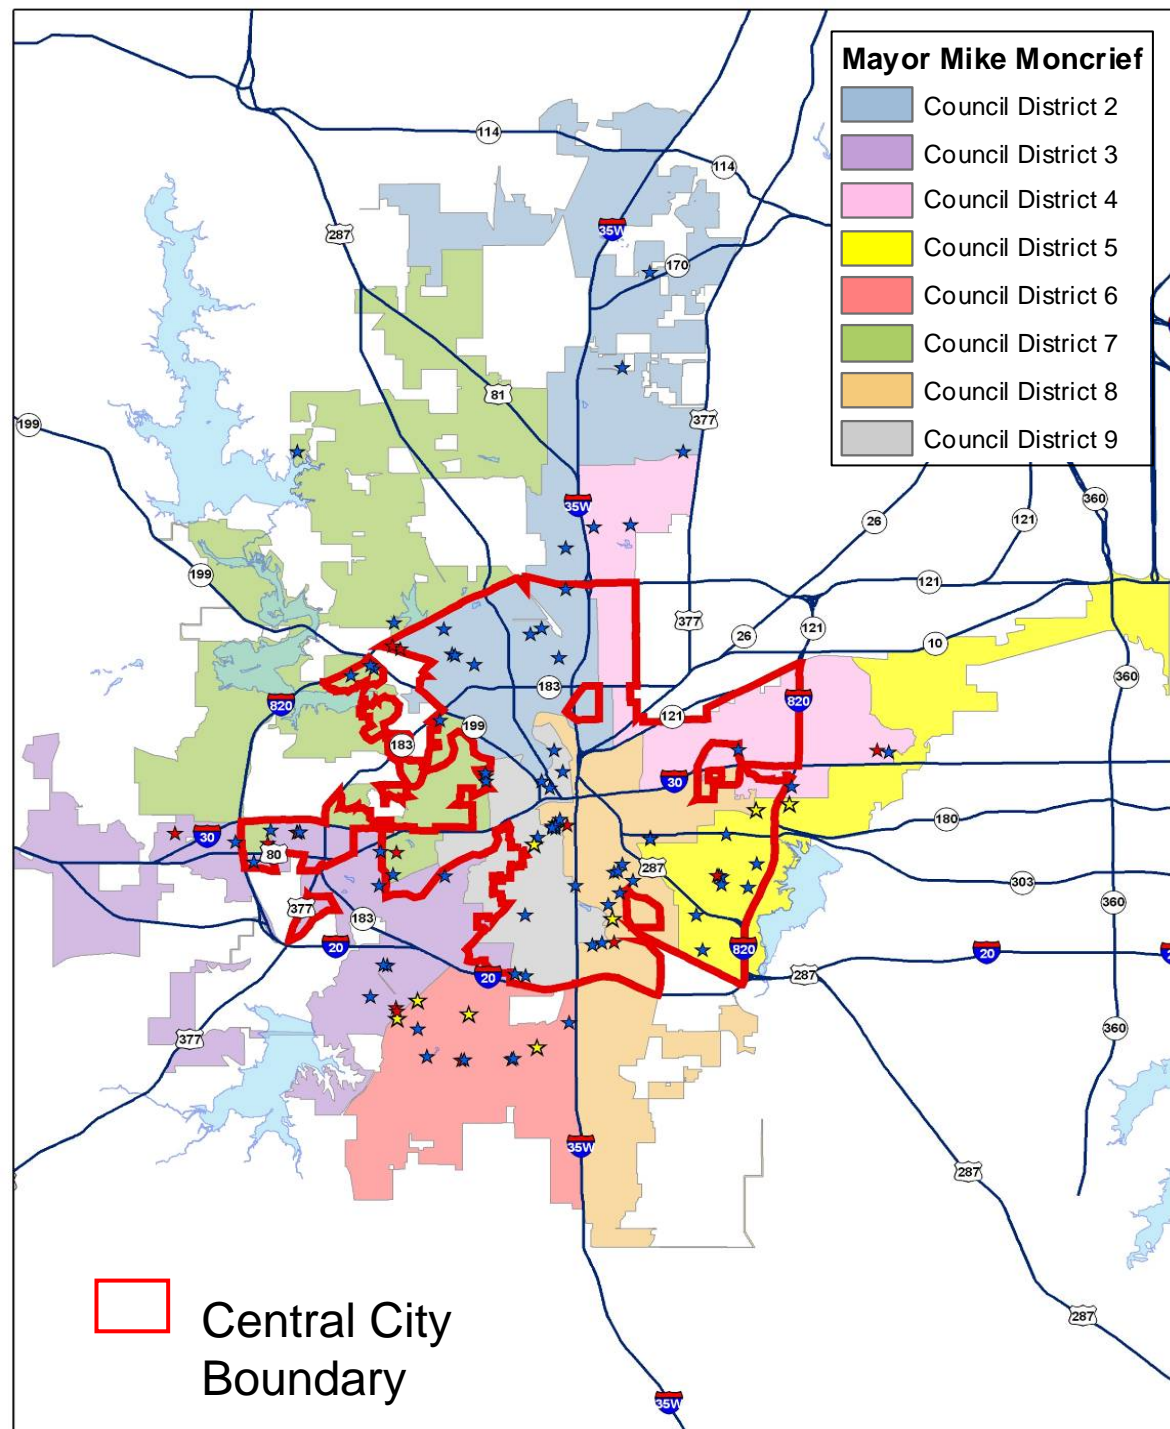 Mayor Mike Moncrief
Council District 2
Council District 3
Council District 4
Council District 5
Council District 6
Council District 7
Council District 8
Council District 9
114
114
287
35W
170
81
377
199
360
35W
26
121
199
121
377
26
121
10
360
183
820
820
199
121
183
30
30
180
80
287
303
377
183
360
20
820
20
20
287
377
360
35W
287
287
35W
Central City
Boundary